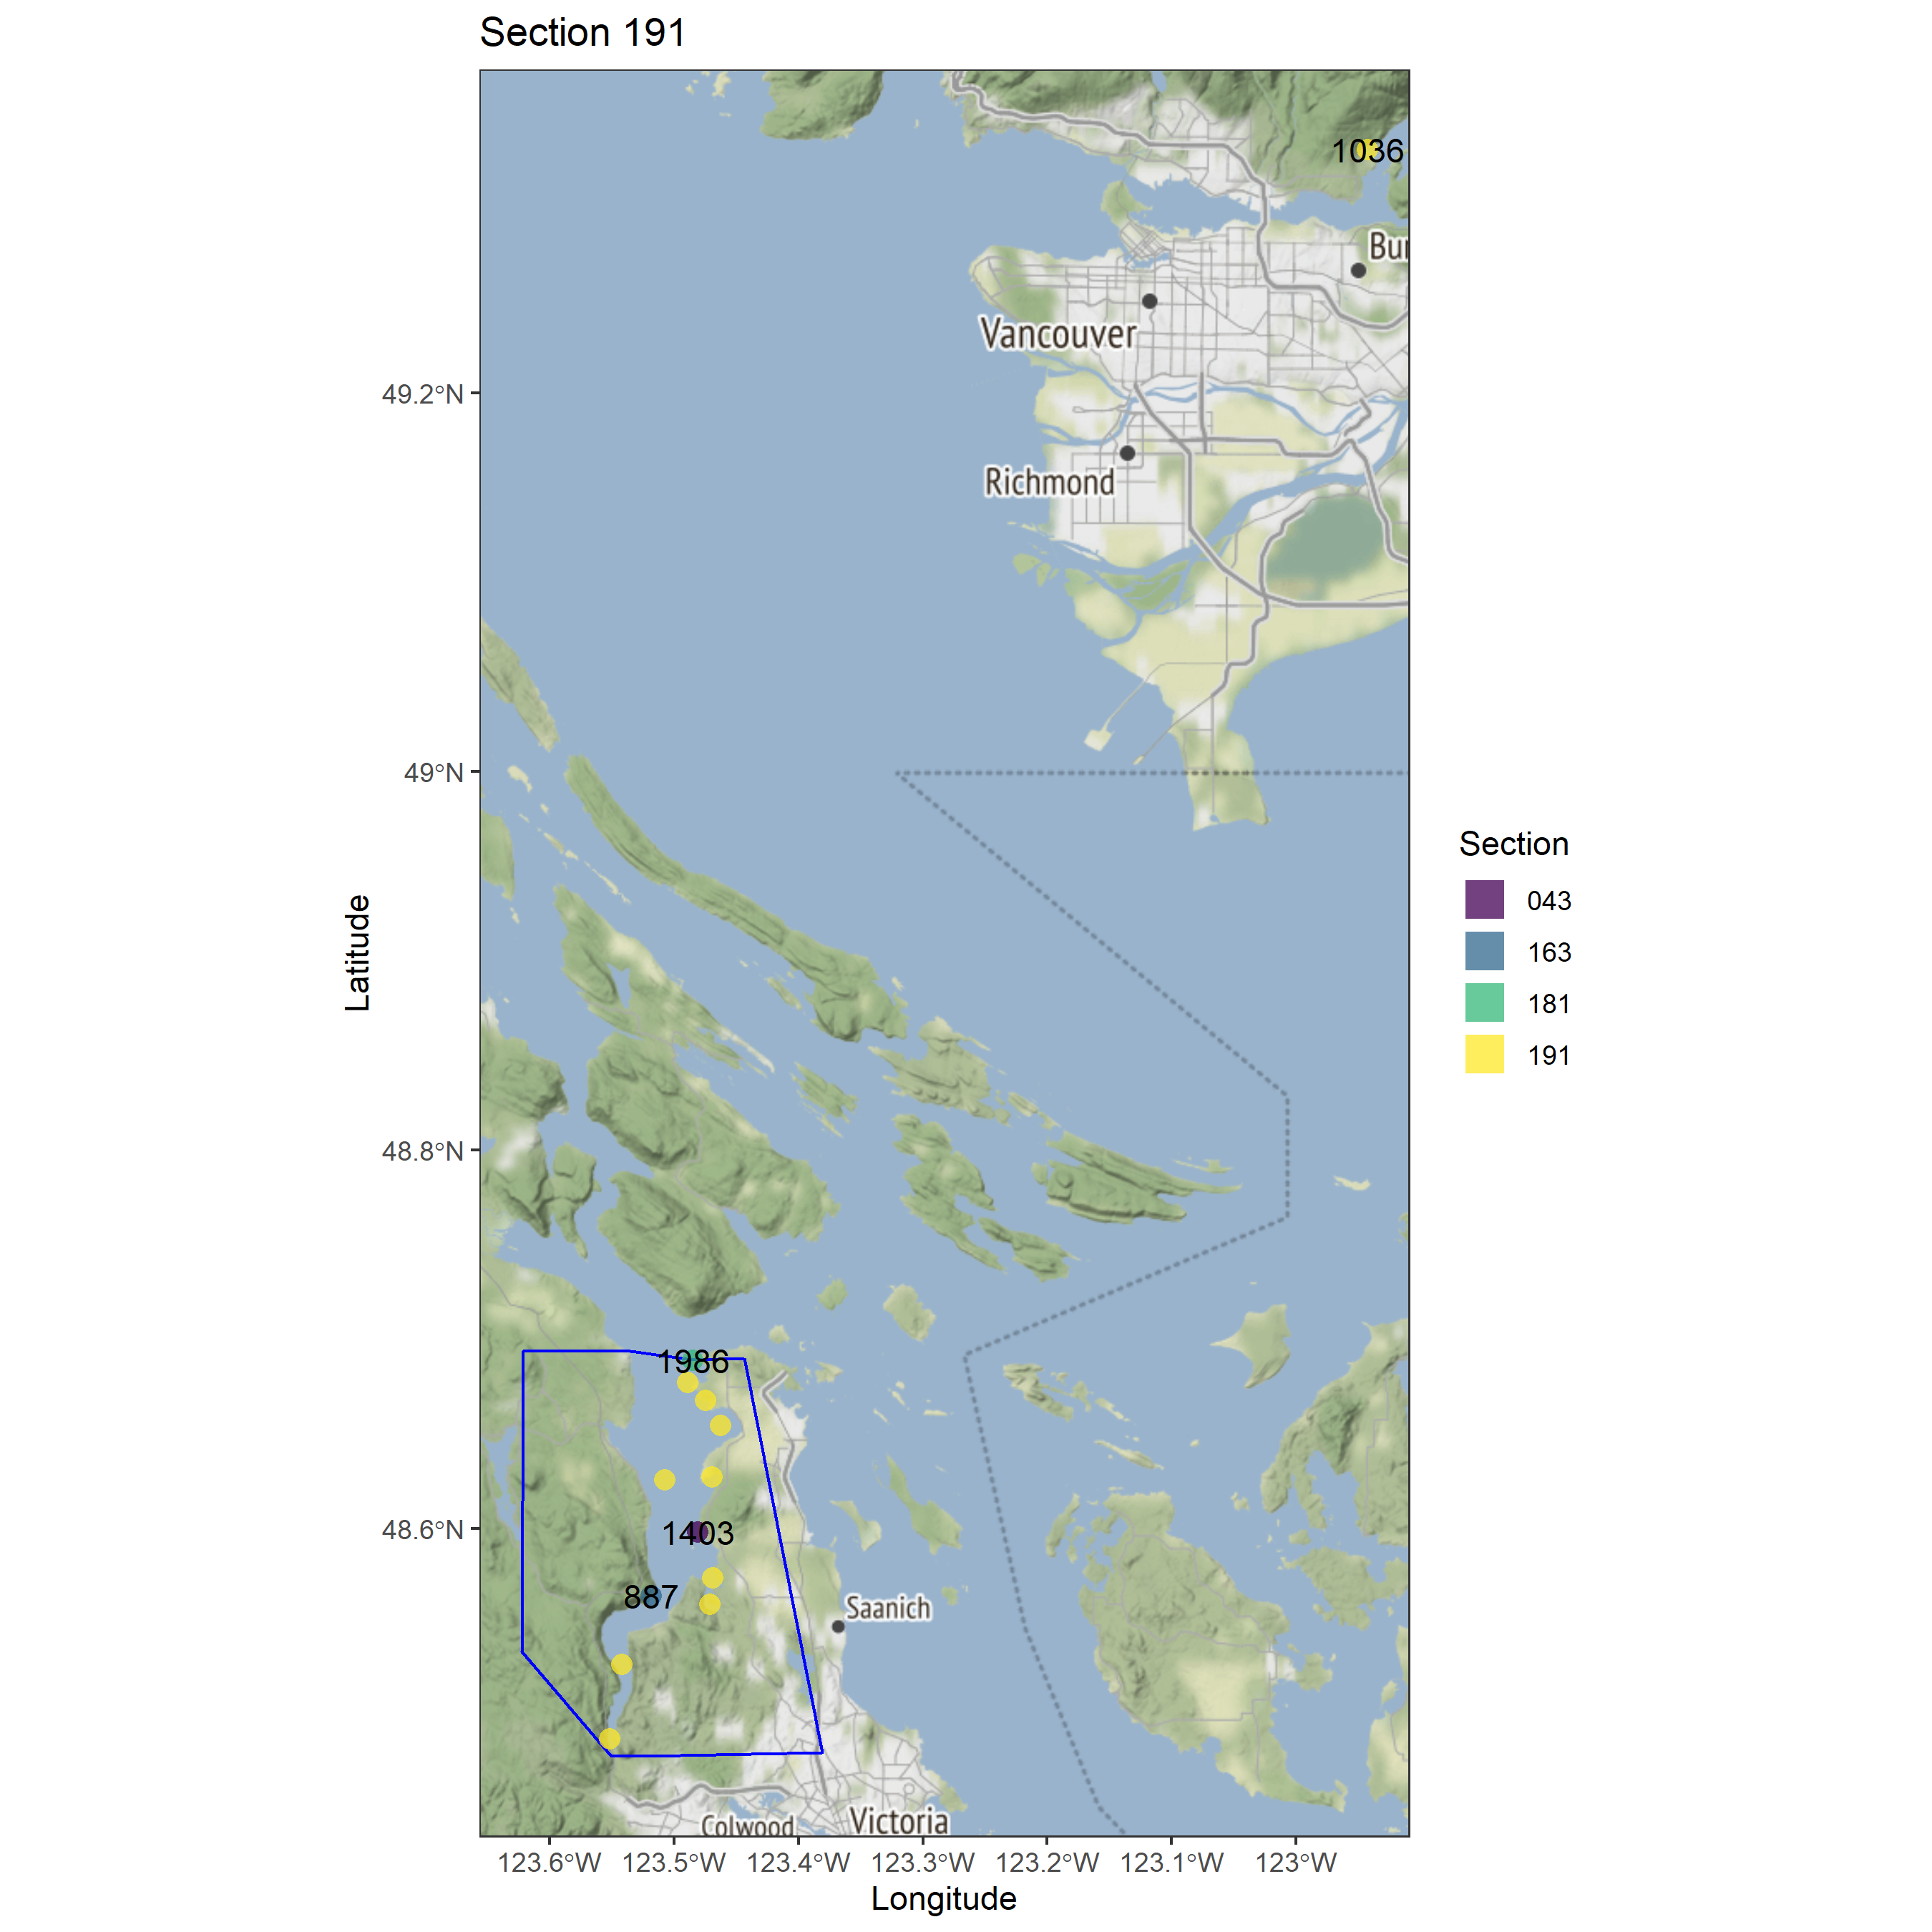 Section 191
1036
Bur
Vancouver
49.2°N
Richmond
49°N
Section
043
163
181
191
Latitude
48.8°N
1986
48.6°N
1403
887
Saanich
Colwood
Victoria
123.6°W 123.5°W 123.4°W 123.3°W 123.2°W 123.1°W 123°W
Longitude